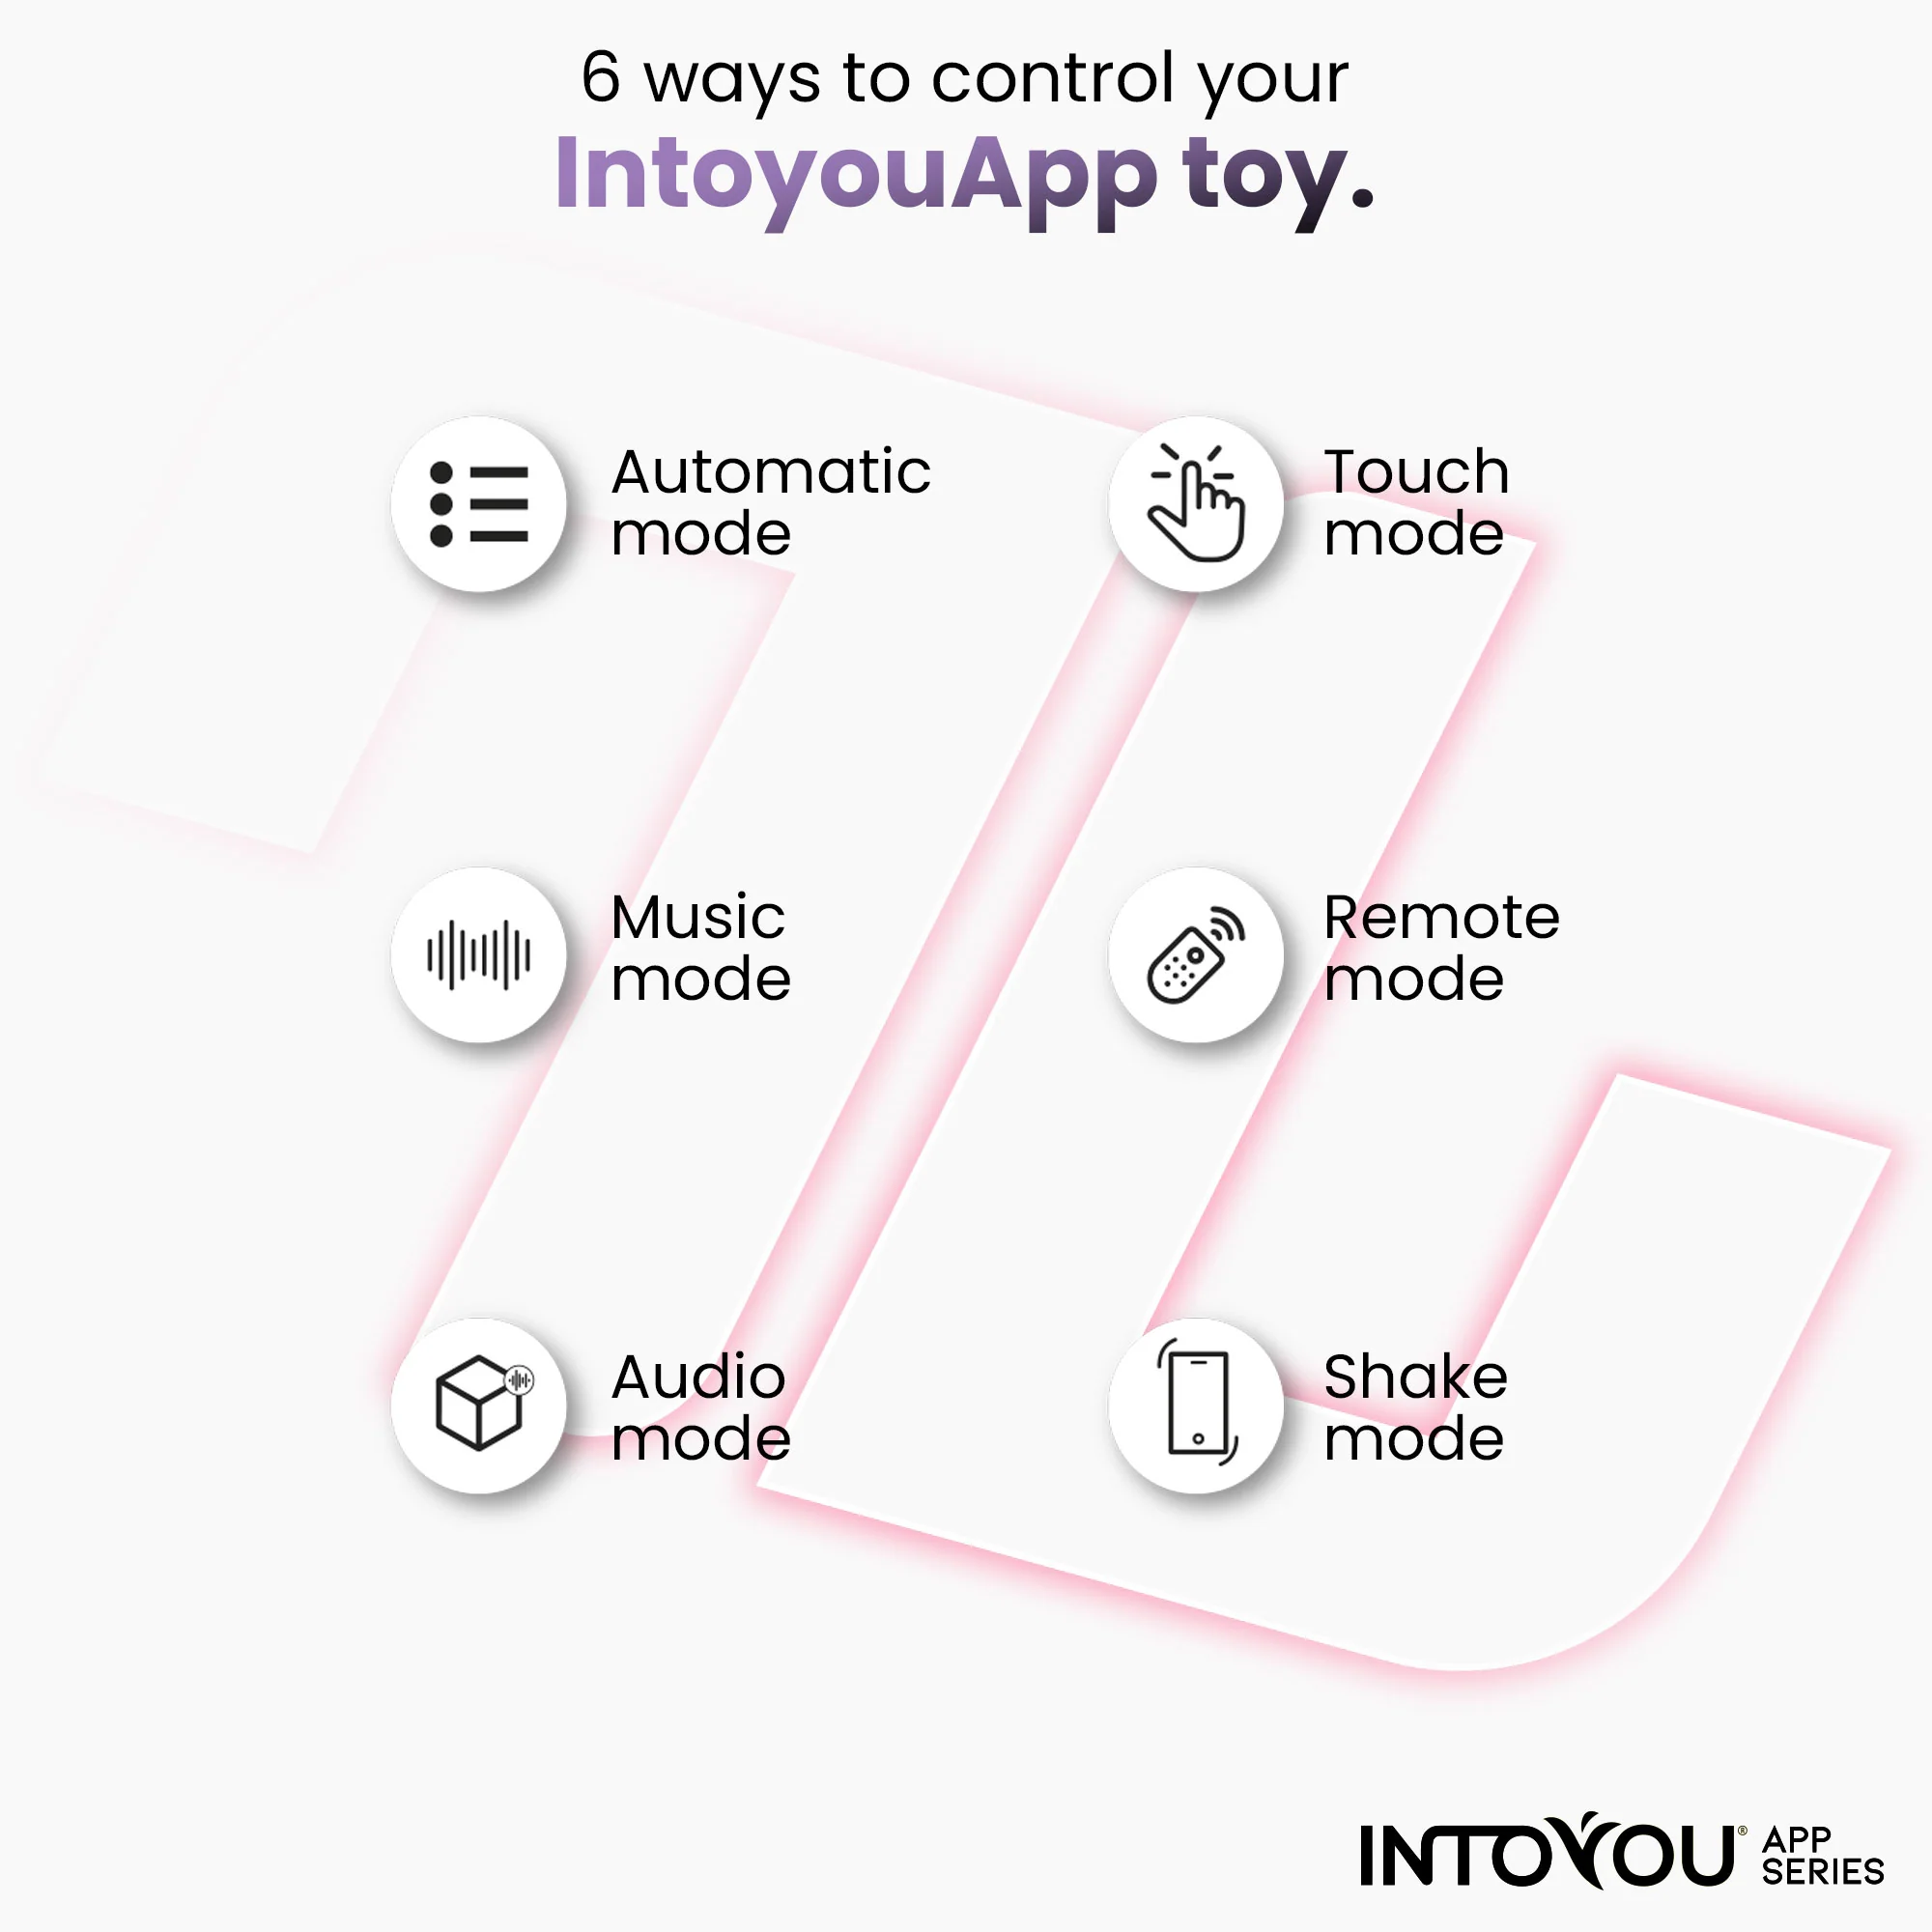 6 ways to control your
IntoyouApp toy.
Automatic
mode
Touch
mode
Music
mode
Remote
mode
Audio
mode
Shake
mode
INTOYOU® APP
SERIES